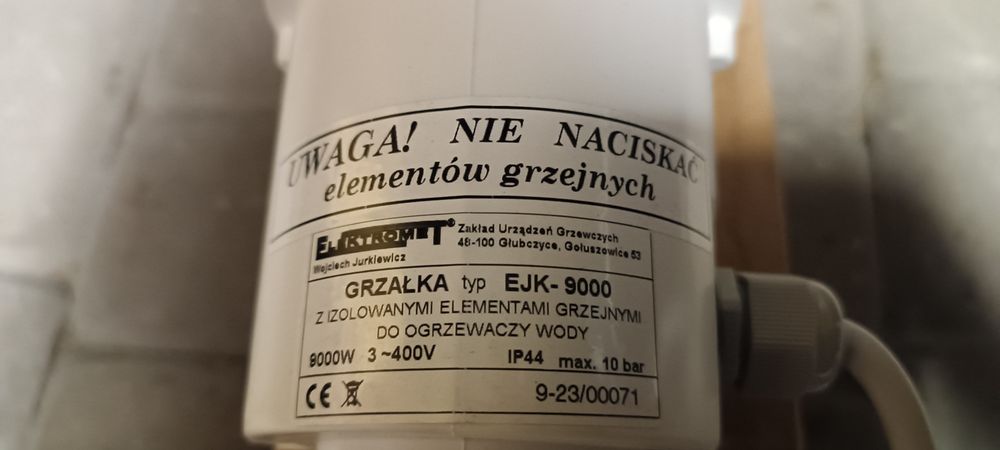 UWAGA! NIE NACISKAĆ
elementów grzejnych
ELEKTROMET®
Wojciech Jurkiewicz
Zakład Urządzeń Grzewczych
48-100 Głubczyce, Gołuszowice 53
GRZAŁKA typ EJK- 9000
Z IZOLOWANYMI ELEMENTAMI GRZEJNYMI
DO OGRZEWACZY WODY
9000W 3~400V IP44 max. 10 bar
CE 9-23/00071